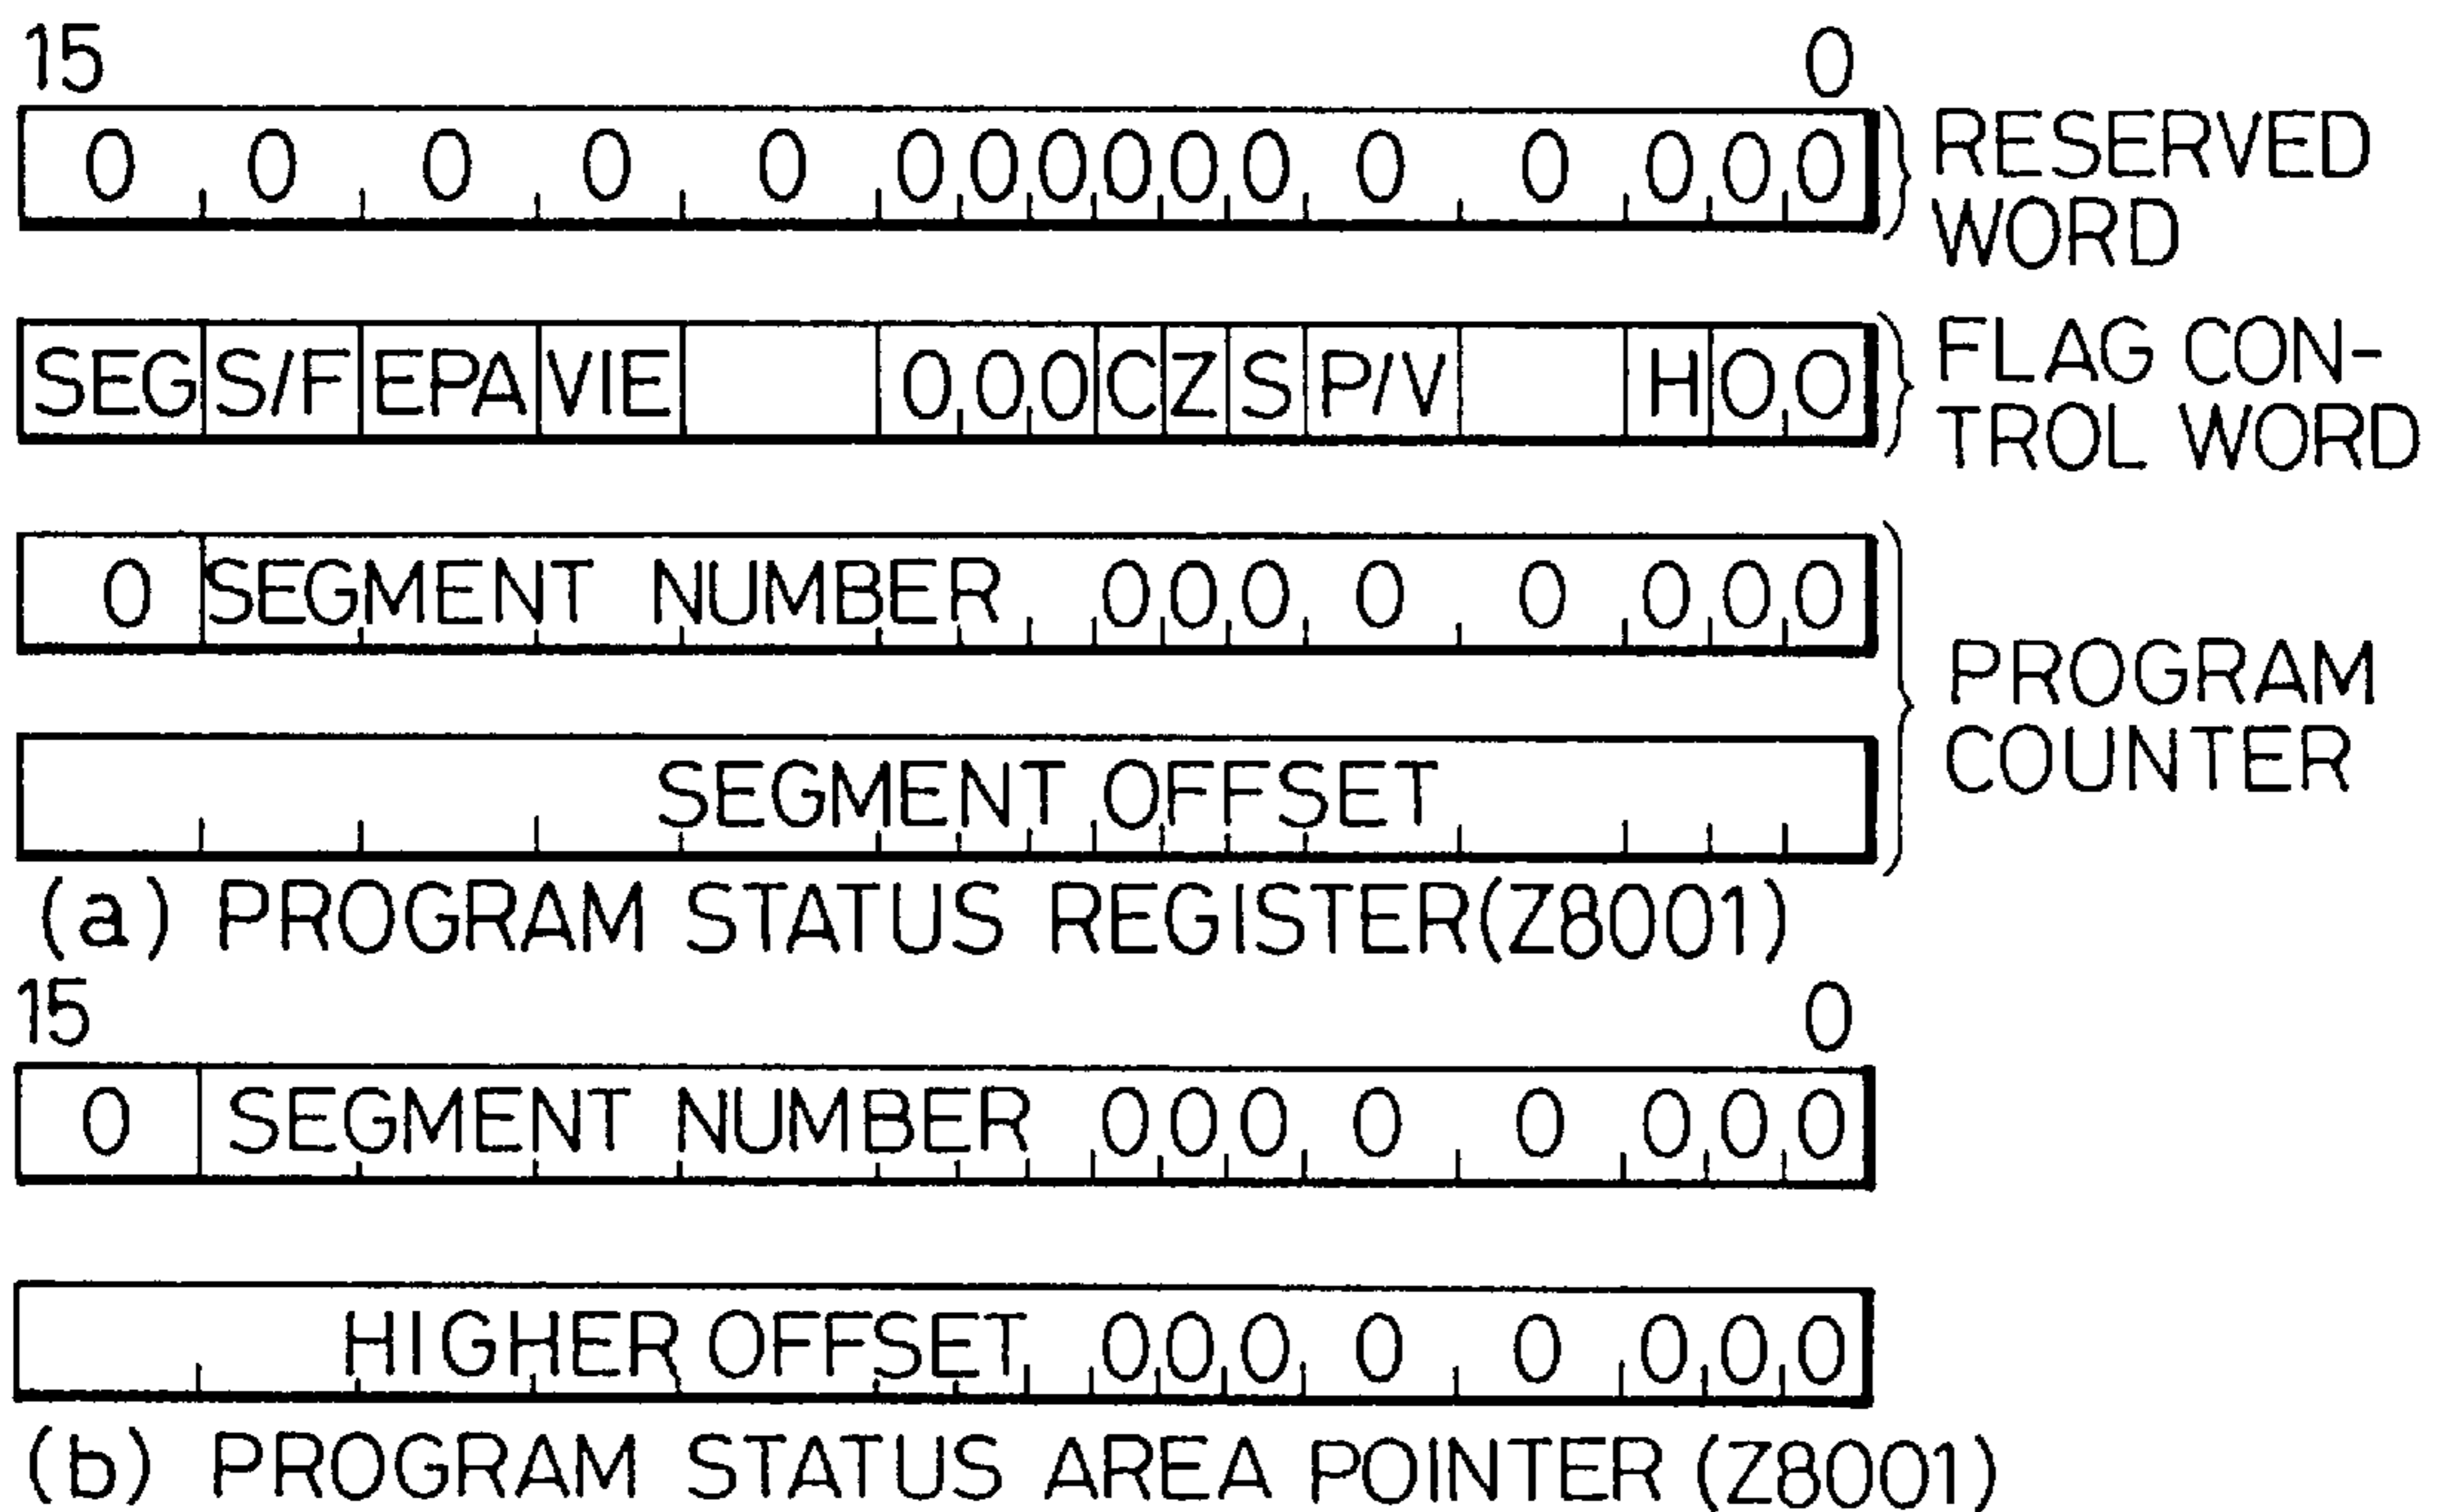 15 0
0 0 0 0 0 0 0 0 0 0 0 0 0 0 0 0
RESERVED
WORD
SEG S/F EPA VIE 0 0 0 C Z S P/V H 0 0
FLAG CON-
TROL WORD
0 SEGMENT NUMBER 0 0 0 0 0 0 0 0
SEGMENT OFFSET
PROGRAM
COUNTER
(a) PROGRAM STATUS REGISTER(Z8001)
15 0
0 SEGMENT NUMBER 0 0 0 0 0 0 0 0
HIGHER OFFSET 0 0 0 0 0 0 0 0
(b) PROGRAM STATUS AREA POINTER (Z8001)